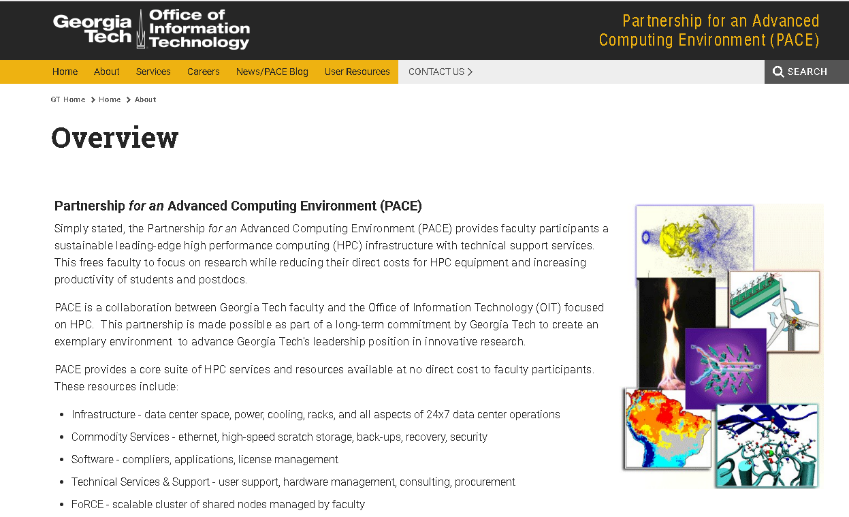 Georgia Tech
Office of Information Technology
Partnership for an Advanced
Computing Environment (PACE)
Home About Services Careers News/PACE Blog User Resources CONTACT US SEARCH
GT Home Home About
Overview
Partnership for an Advanced Computing Environment (PACE)
Simply stated, the Partnership for an Advanced Computing Environment (PACE) provides faculty participants a
sustainable leading-edge high performance computing (HPC) infrastructure with technical support services.
This frees faculty to focus on research while reducing their direct costs for HPC equipment and increasing
productivity of students and postdocs.
PACE is a collaboration between Georgia Tech faculty and the Office of Information Technology (OIT) focused
on HPC. This partnership is made possible as part of a long-term commitment by Georgia Tech to create an
exemplary environment to advance Georgia Tech's leadership position in innovative research.
PACE provides a core suite of HPC services and resources available at no direct cost to faculty participants.
These resources include:
• Infrastructure - data center space, power, cooling, racks, and all aspects of 24x7 data center operations
• Commodity Services - ethernet, high-speed scratch storage, back-ups, recovery, security
• Software - compliers, applications, license management
• Technical Services & Support - user support, hardware management, consulting, procurement
• FoRCE - scalable cluster of shared nodes managed by faculty